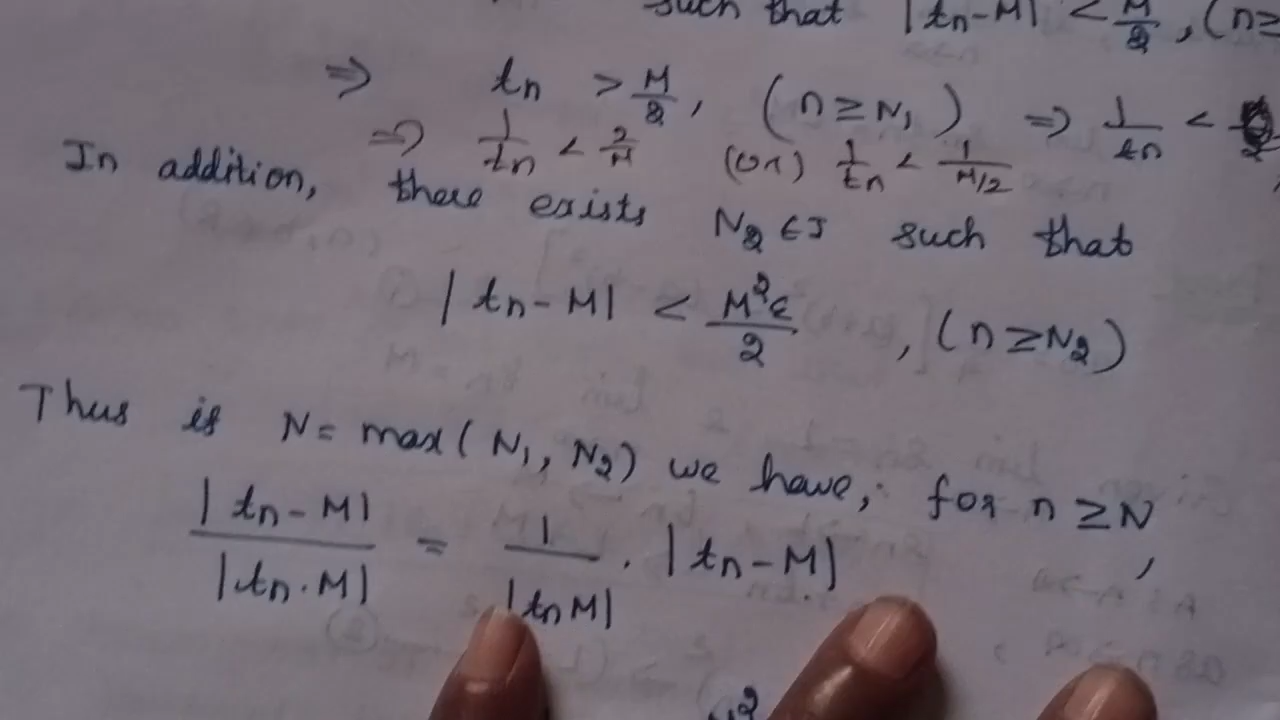 such that |tn-M| < M/2, (n≥
⇒ tn > M/2, (n≥N₁) ⇒ 1/tn <
⇒ 1/tn < 2/M (or) 1/tn < 1/M/2
In addition, there exists N₂ ∈ I such that
|tn-M| < M²ε/2, (n≥N₂)
Thus if N= max(N₁, N₂) we have, for n≥N,
|tn-M|/|tn.M| = 1/|tnM| . |tn-M|